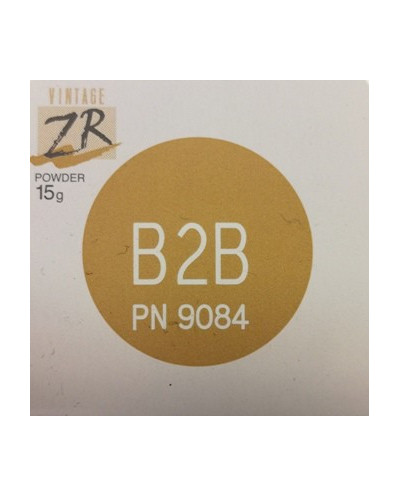 VINTAGE
ZR
POWDER
15g
B2B
PN 9084